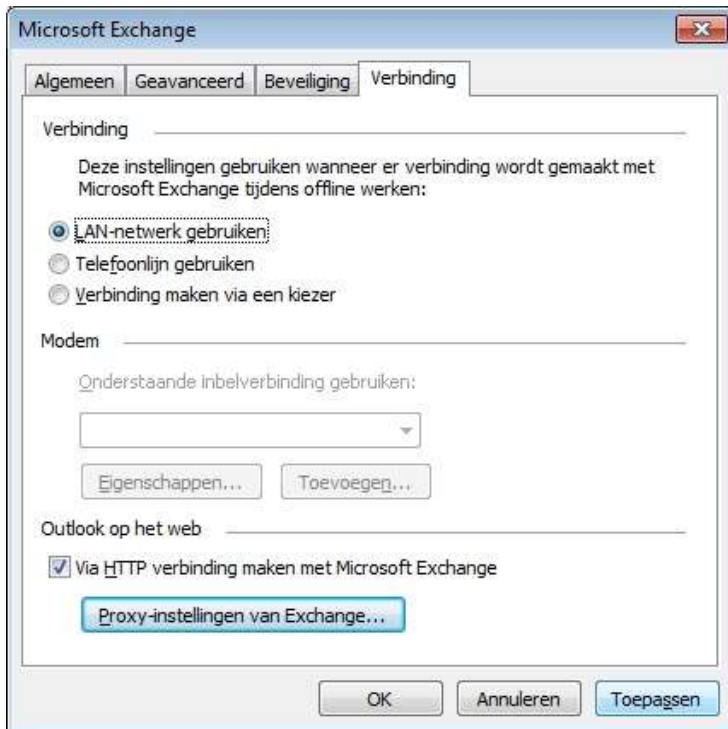 Microsoft Exchange
Algemeen Geavanceerd Beveiliging Verbinding
Verbinding
Deze instellingen gebruiken wanneer er verbinding wordt gemaakt met
Microsoft Exchange tijdens offline werken:
LAN-netwerk gebruiken
Telefoonlijn gebruiken
Verbinding maken via een kiezer
Modem
Onderstaande inbelverbinding gebruiken:
Eigenschappen... Toevoegen...
Outlook op het web
Via HTTP verbinding maken met Microsoft Exchange
Proxy-instellingen van Exchange...
OK Annuleren Toepassen